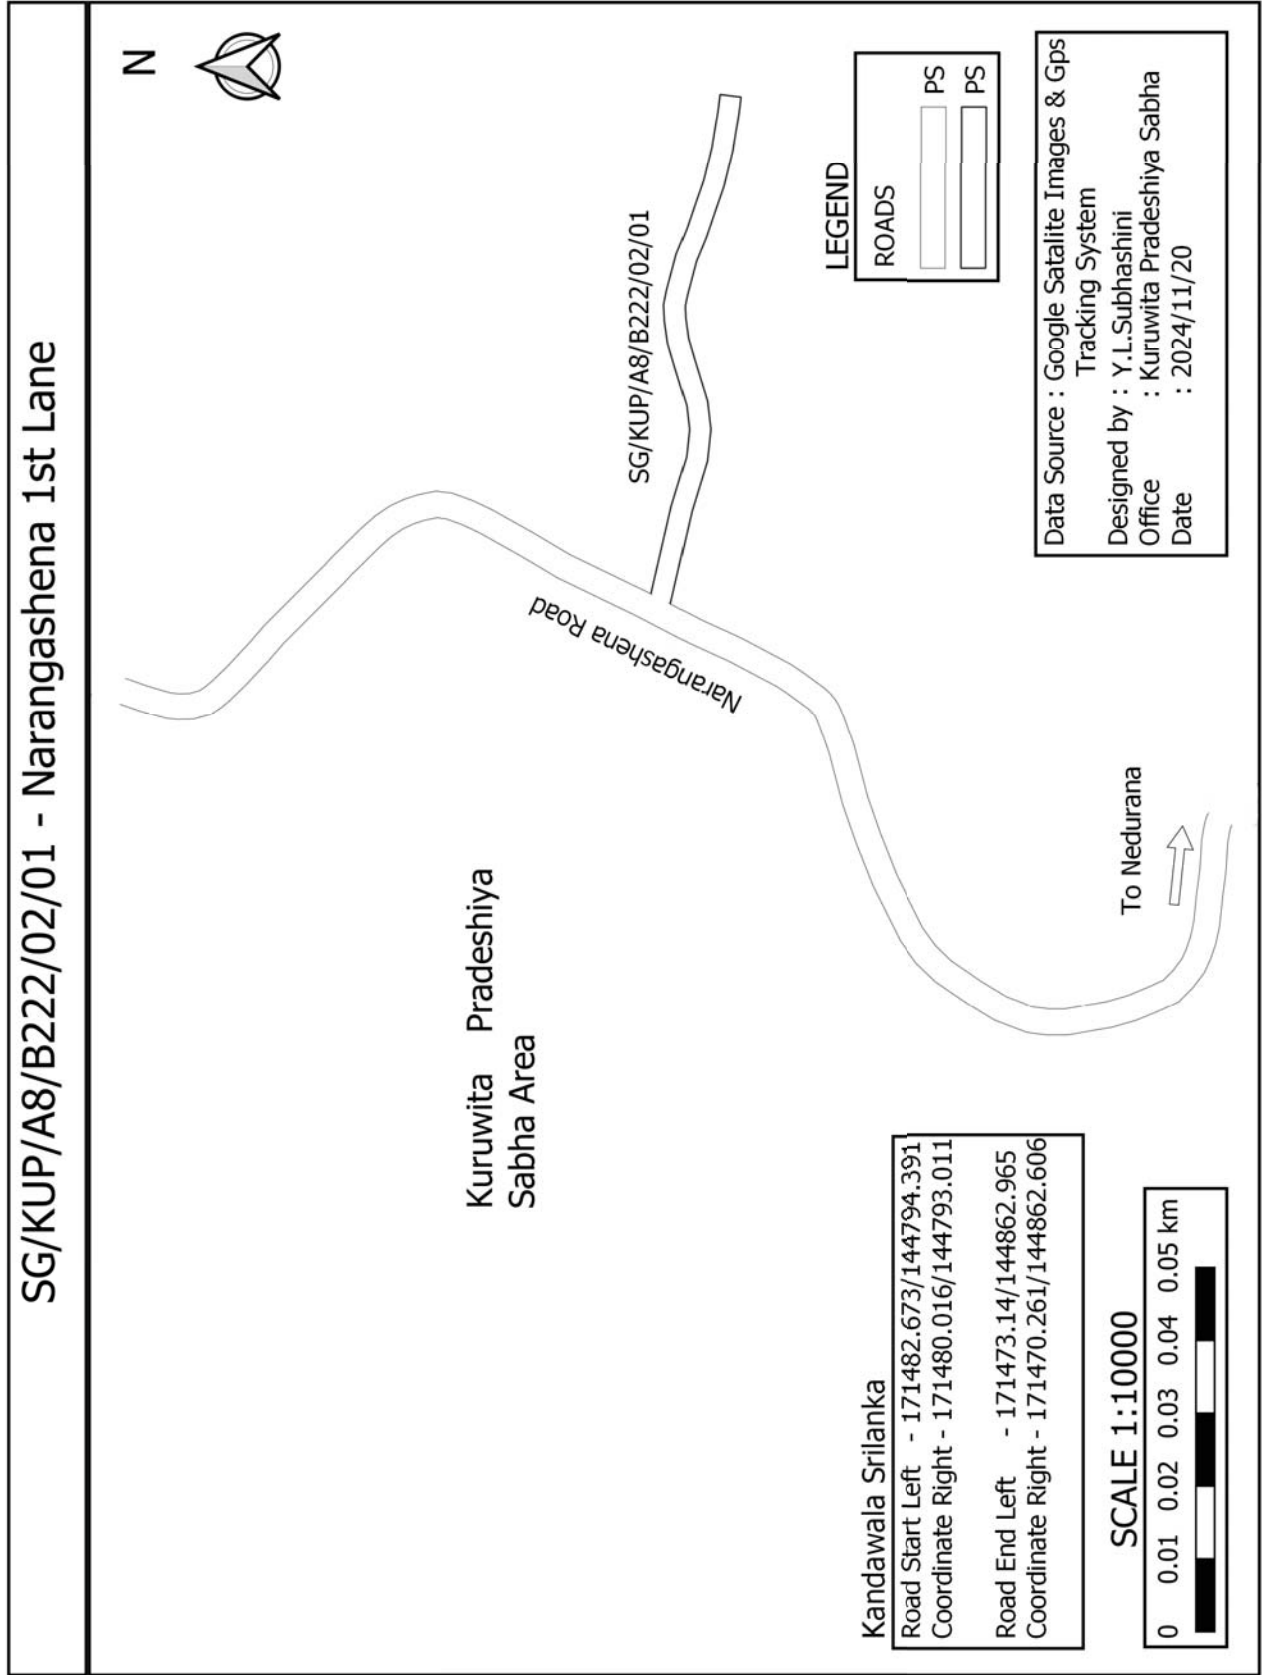 SG/KUP/A8/B222/02/01 - Narangashena 1st Lane
N
SG/KUP/A8/B222/02/01
Narangashena Road
Kuruwita Pradeshiya
Sabha Area
To Nedurana
Kandawala Srilanka
Road Start Left - 171482.673/144794.391
Coordinate Right - 171480.016/144793.011
Road End Left - 171473.14/144862.965
Coordinate Right - 171470.261/144862.606
SCALE 1:10000
0 0.01 0.02 0.03 0.04 0.05 km
LEGEND
ROADS
PS
PS
Data Source : Google Satalite Images & Gps
Tracking System
Designed by : Y.L.Subhashini
Office : Kuruwita Pradeshiya Sabha
Date : 2024/11/20